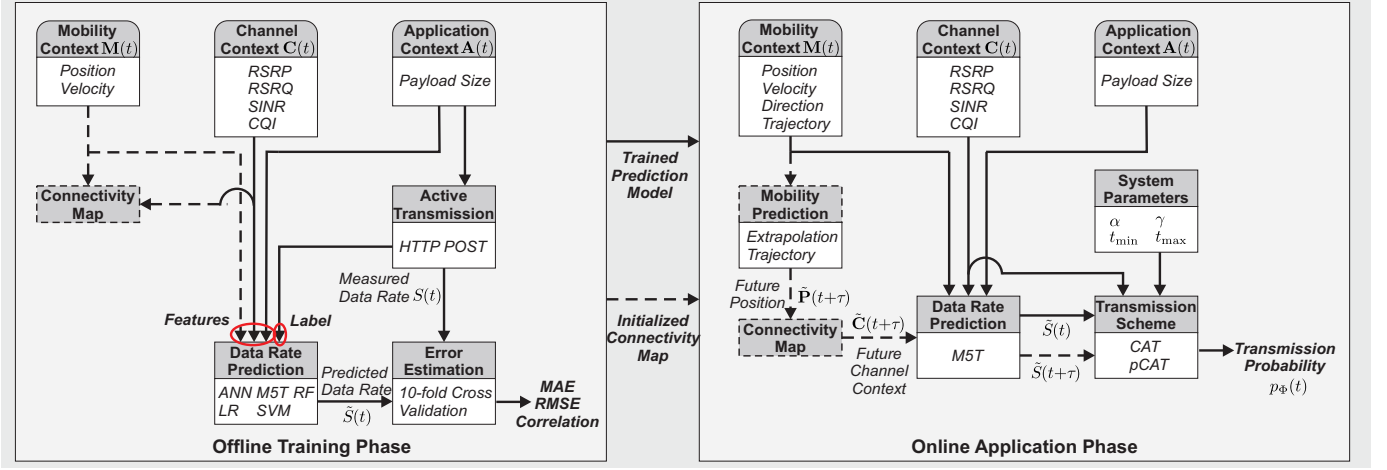 Mobility
Context M(t)
Position
Velocity
Channel
Context C(t)
RSRP
RSRQ
SINR
CQI
Application
Context A(t)
Payload Size
Connectivity
Map
Active
Transmission
HTTP POST
Measured
Data Rate S(t)
Features
Label
Data Rate
Prediction
ANN M5T RF
LR SVM
Predicted
Data Rate
S̃(t)
Error
Estimation
10-fold Cross
Validation
MAE
RMSE
Correlation
Offline Training Phase
Trained
Prediction
Model
Initialized
Connectivity
Map
Mobility
Context M(t)
Position
Velocity
Direction
Trajectory
Channel
Context C(t)
RSRP
RSRQ
SINR
CQI
Application
Context A(t)
Payload Size
Mobility
Prediction
Extrapolation
Trajectory
System
Parameters
α γ
t_min t_max
Future
Position
P̃(t+τ)
Connectivity
Map
C̃(t+τ)
Future
Channel
Context
Data Rate
Prediction
M5T
S̃(t)
S̃(t+τ)
Transmission
Scheme
CAT
pCAT
Transmission
Probability
p_Φ(t)
Online Application Phase